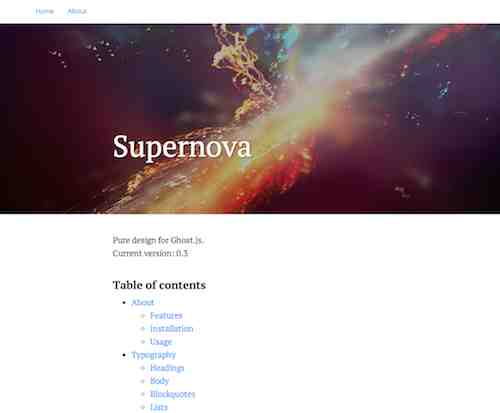 Home About
Supernova
Pure design for Ghost.js.
Current version: 0.3
Table of contents
About
Features
Installation
Usage
Typography
Headings
Body
Blockquotes
Lists